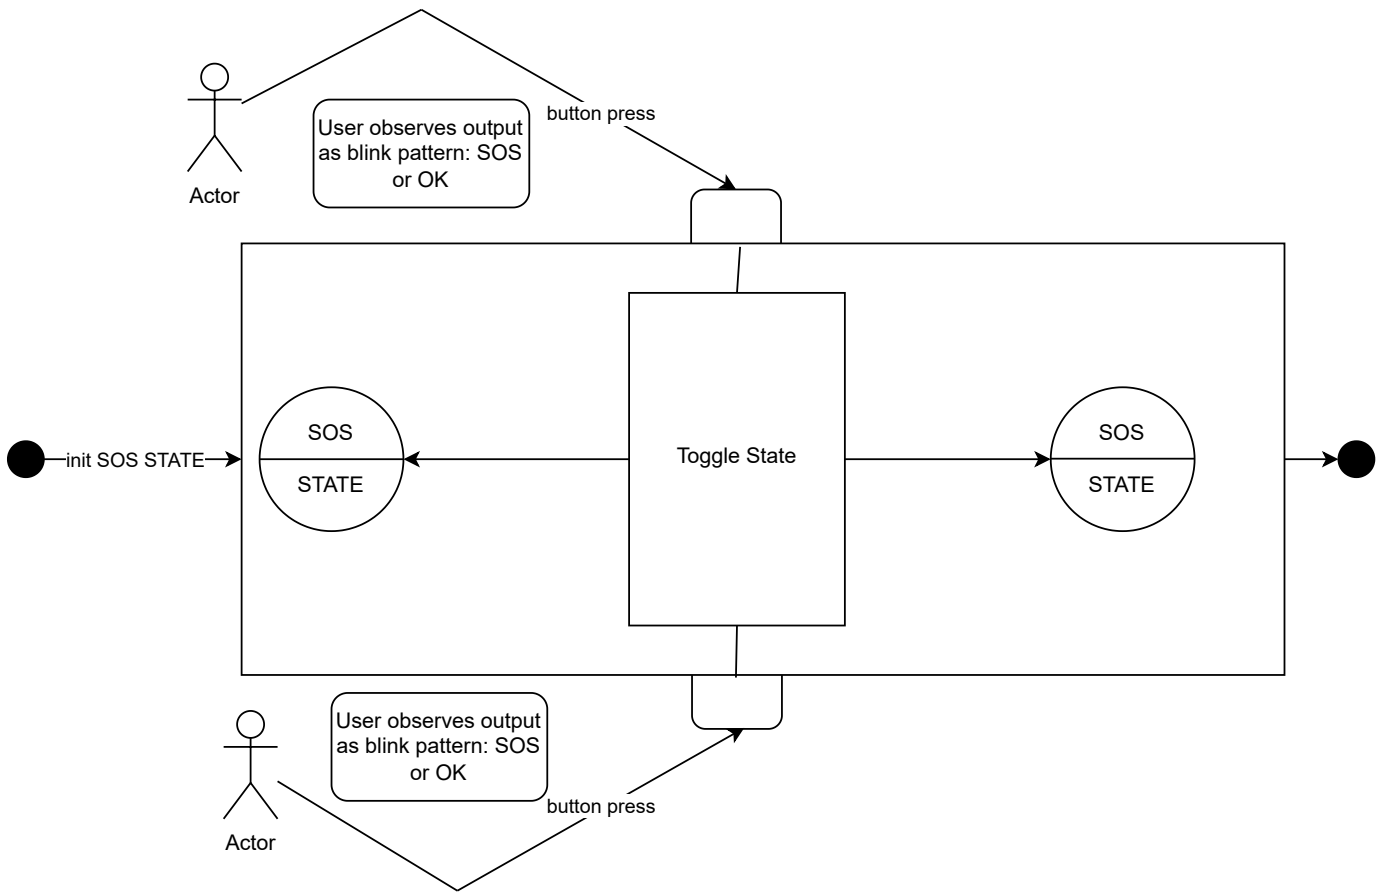 button press
User observes output
as blink pattern: SOS
or OK
Actor
SOS
STATE
Toggle State
SOS
STATE
init SOS STATE
User observes output
as blink pattern: SOS
or OK
button press
Actor